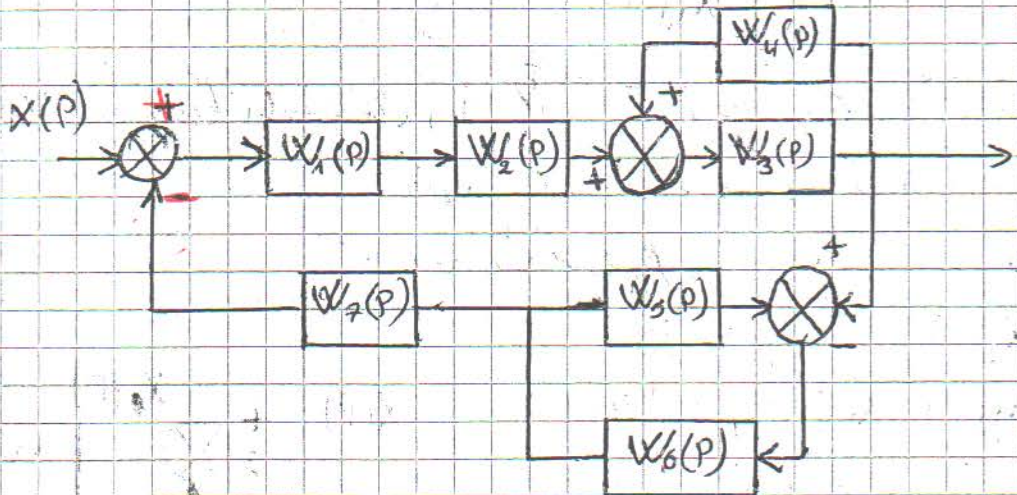 W₄(p)
X(p)
+
+
W₁(p)
W₂(p)
+
W₃(p)
−
+
W₇(p)
W₅(p)
−
W₆(p)